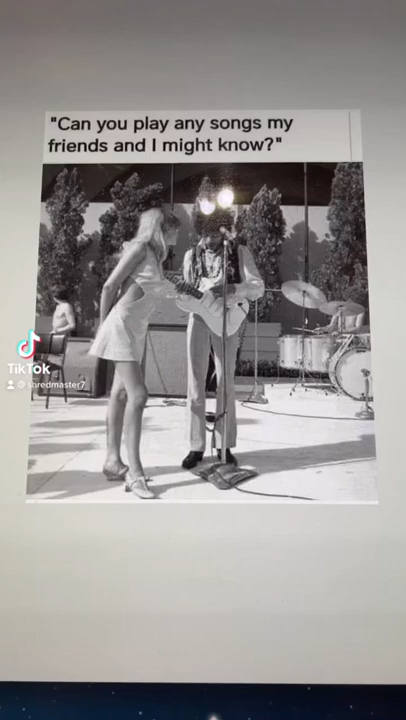 "Can you play any songs my
friends and I might know?"
TikTok
@shredmaster7